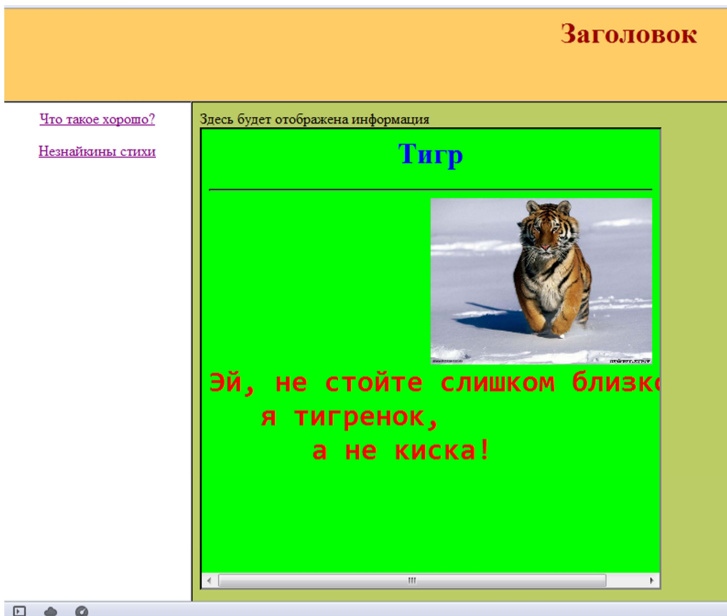 Заголовок
Что такое хорошо?
Незнайкины стихи
Здесь будет отображена информация
Тигр
Эй, не стойте слишком близко
я тигренок,
а не киска!